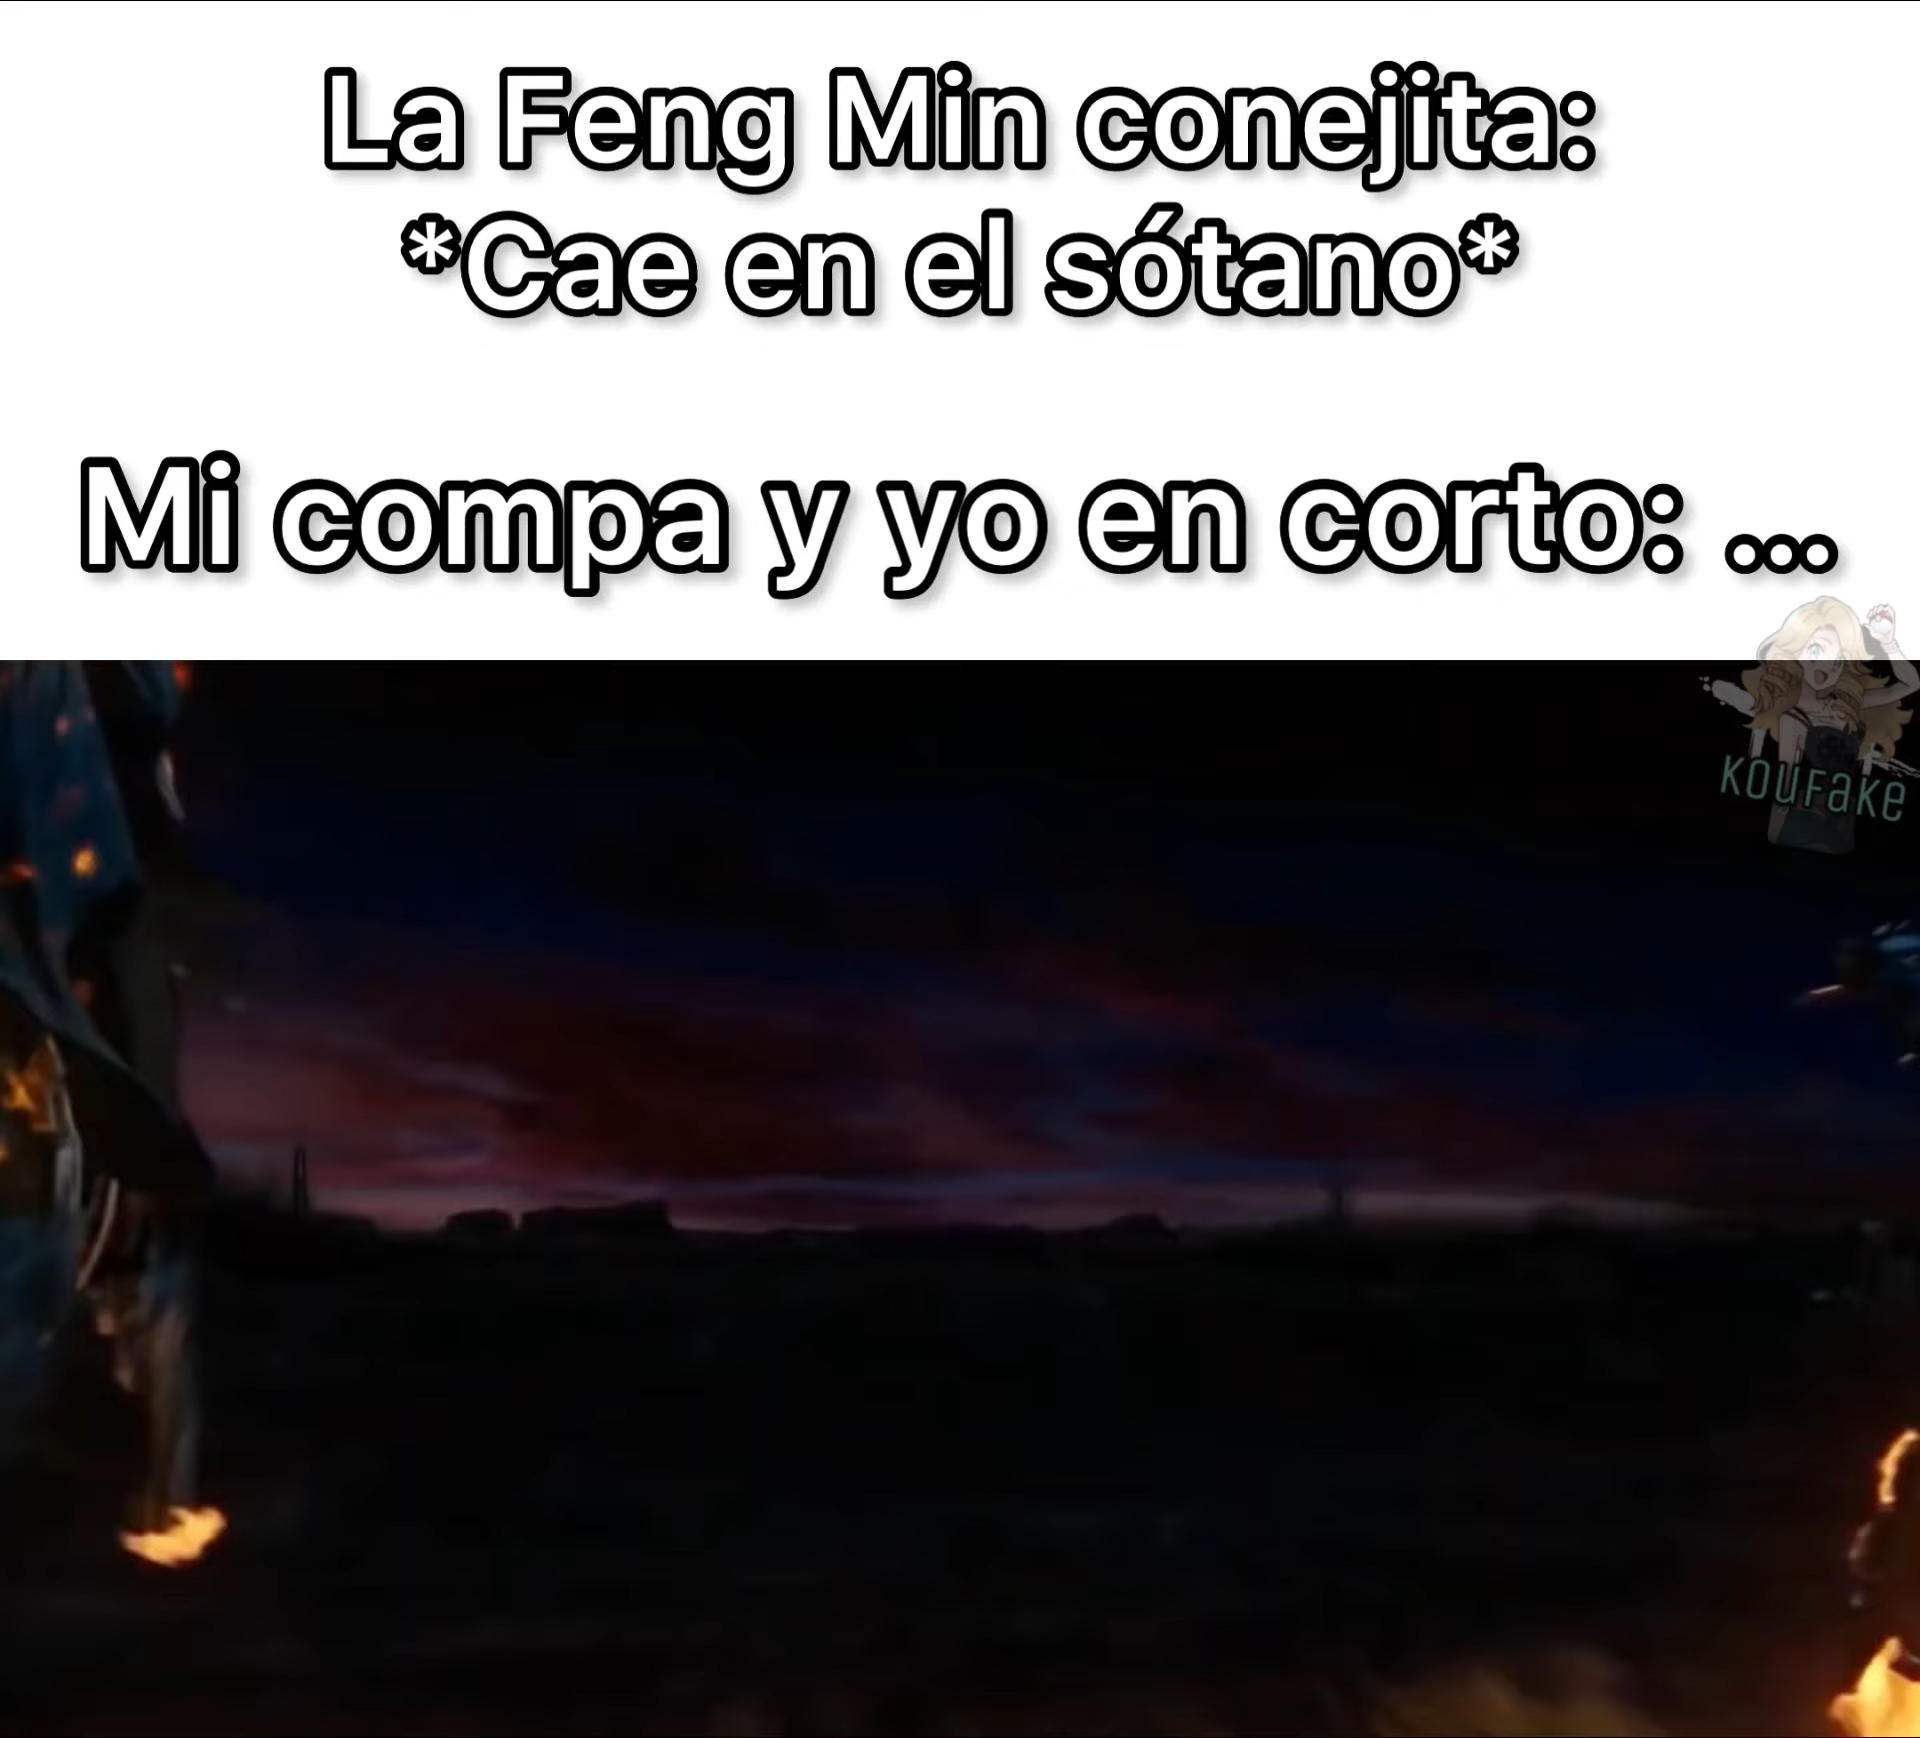 La Feng Min conejita:
*Cae en el sótano*
Mi compa y yo en corto: ...
KOUFaKe